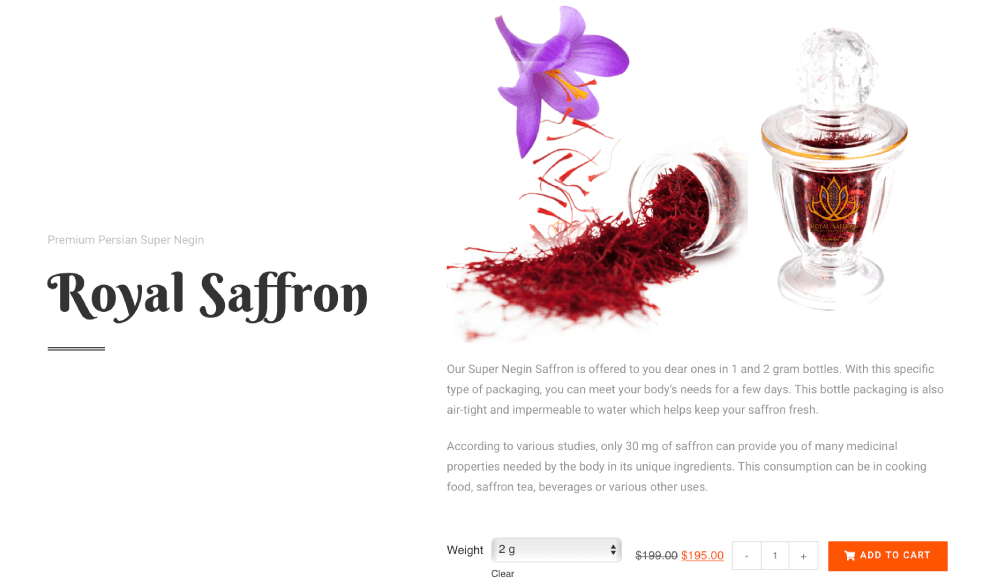 Premium Persian Super Negin
Royal Saffron
ROYAL SAFFRON
Our Super Negin Saffron is offered to you dear ones in 1 and 2 gram bottles. With this specific
type of packaging, you can meet your body's needs for a few days. This bottle packaging is also
air-tight and impermeable to water which helps keep your saffron fresh.
According to various studies, only 30 mg of saffron can provide you of many medicinal
properties needed by the body in its unique ingredients. This consumption can be in cooking
food, saffron tea, beverages or various other uses.
Weight 2 g $199.00 $195.00 - 1 + ADD TO CART
Clear